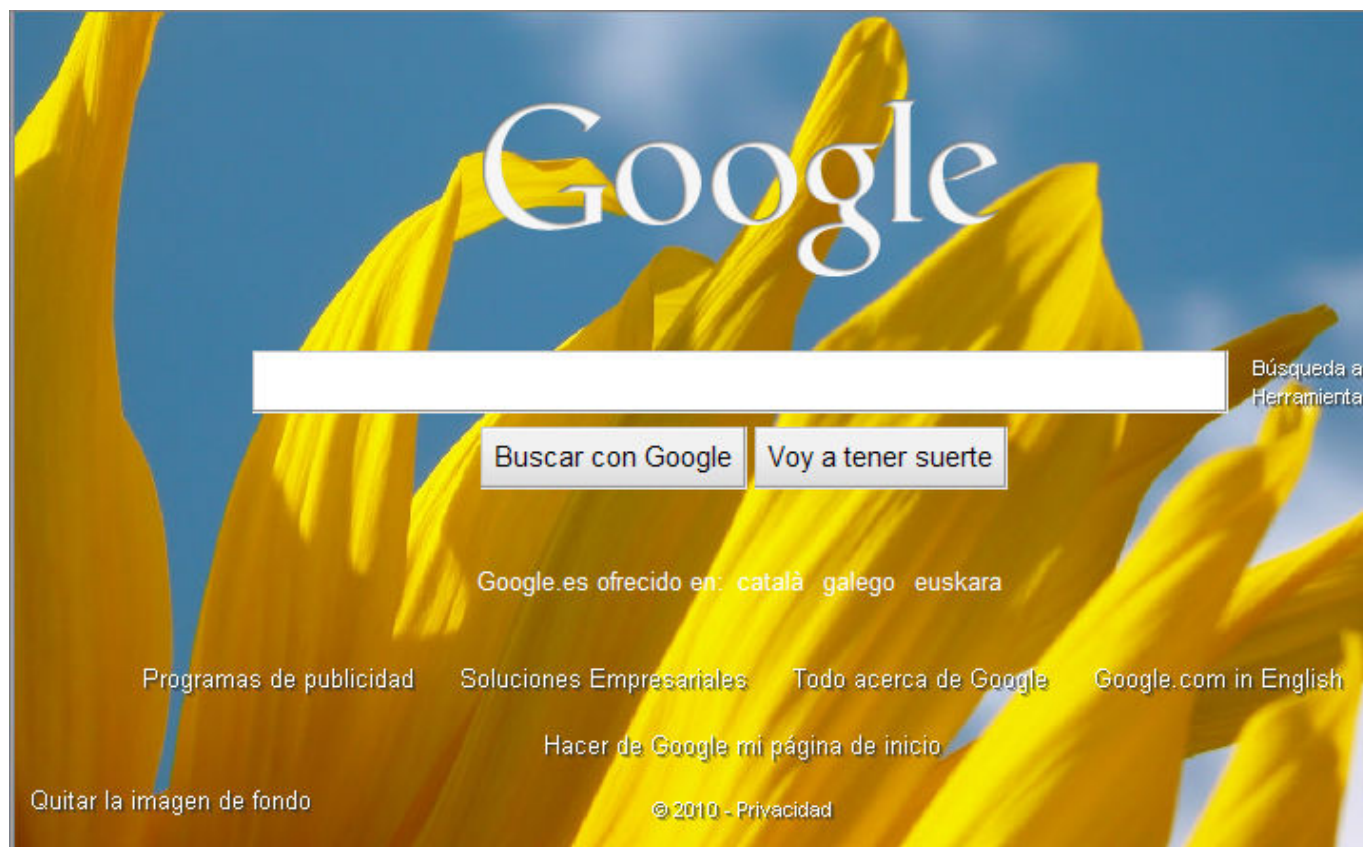 Google
Búsqueda a
Herramienta
Buscar con Google Voy a tener suerte
Google.es ofrecido en: català galego euskara
Programas de publicidad Soluciones Empresariales Todo acerca de Google Google.com in English
Hacer de Google mi página de inicio
Quitar la imagen de fondo
© 2010 - Privacidad